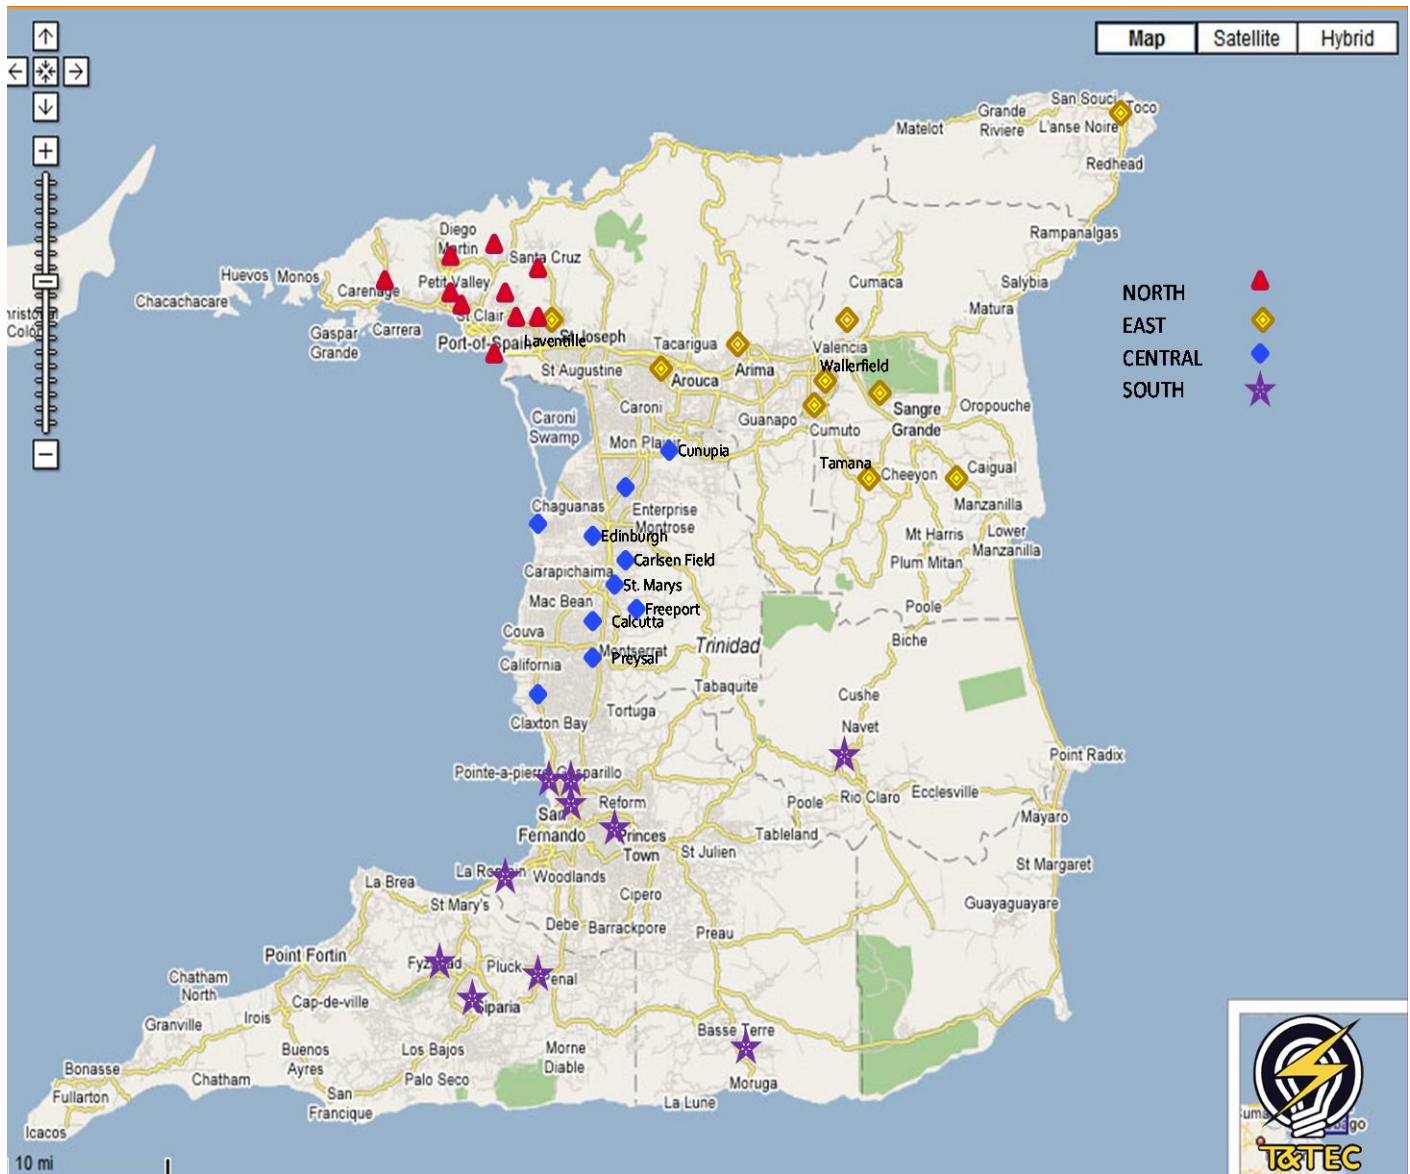 Map
Satellite
Hybrid
San Souci
Toco
Grande
Riviere
L'anse Noire
Matelot
Redhead
Rampanalgas
Diego
Martin
Santa Cruz
Huevos
Monos
Cumaca
Salybia
Petit Valley
Carenage
Chacachacare
Matura
NORTH
St Clair
Gaspar
Grande
Carrera
EAST
Port-of-Spain
Laventille
St Joseph
Tacarigua
Valencia
CENTRAL
St Augustine
Arouca
Arima
Wallerfield
SOUTH
Caroni
Swamp
Caroni
Guanapo
Cumuto
Sangre
Grande
Oropouche
Mon Plaisir
Cunupia
Tamana
Cheeyon
Caigual
Chaguanas
Enterprise
Montrose
Manzanilla
Edinburgh
Mt Harris
Lower
Manzanilla
Carlsen Field
Plum Mitan
Carapichaima
St. Marys
Mac Bean
Freeport
Poole
Calcutta
Couva
Biche
Montserrat
Preysal
Trinidad
California
Tabaquite
Cushe
Claxton Bay
Tortuga
Navet
Point Radix
Pointe-a-pierre
Gasparillo
Reform
Poole
Rio Claro
Ecclesville
San
Fernando
Princes
Town
Tableland
Mayaro
St Julien
La Romain
Woodlands
St Margaret
La Brea
Cipero
St Mary's
Guayaguayare
Debe
Barrackpore
Preau
Point Fortin
Fyzabad
Pluck
Penal
Chatham
North
Cap-de-ville
Siparia
Irois
Granville
Basse Terre
Buenos
Ayres
Los Bajos
Morne
Diable
Bonasse
Chatham
Palo Seco
Moruga
Fullarton
San
Francique
La Lune
Icacos
10 mi
T&TEC